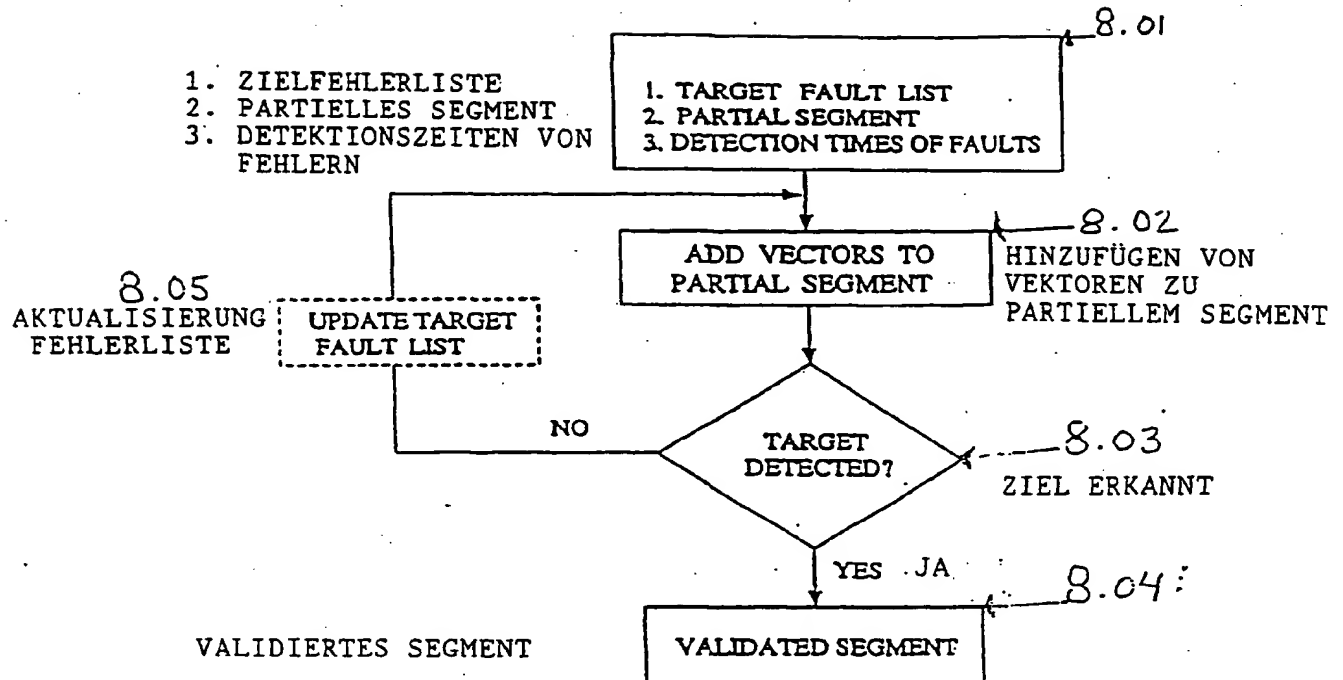 8.01
1. ZIELFEHLERLISTE
2. PARTIELLES SEGMENT
3. DETEKTIONSZEITEN VON
FEHLERN
1. TARGET FAULT LIST
2. PARTIAL SEGMENT
3. DETECTION TIMES OF FAULTS
8.02
ADD VECTORS TO
PARTIAL SEGMENT
HINZUFÜGEN VON
VEKTOREN ZU
PARTIELLEM SEGMENT
8.05
AKTUALISIERUNG
FEHLERLISTE
UPDATE TARGET
FAULT LIST
NO
TARGET
DETECTED?
8.03
ZIEL ERKANNT
YES JA
8.04
VALIDIERTES SEGMENT
VALIDATED SEGMENT